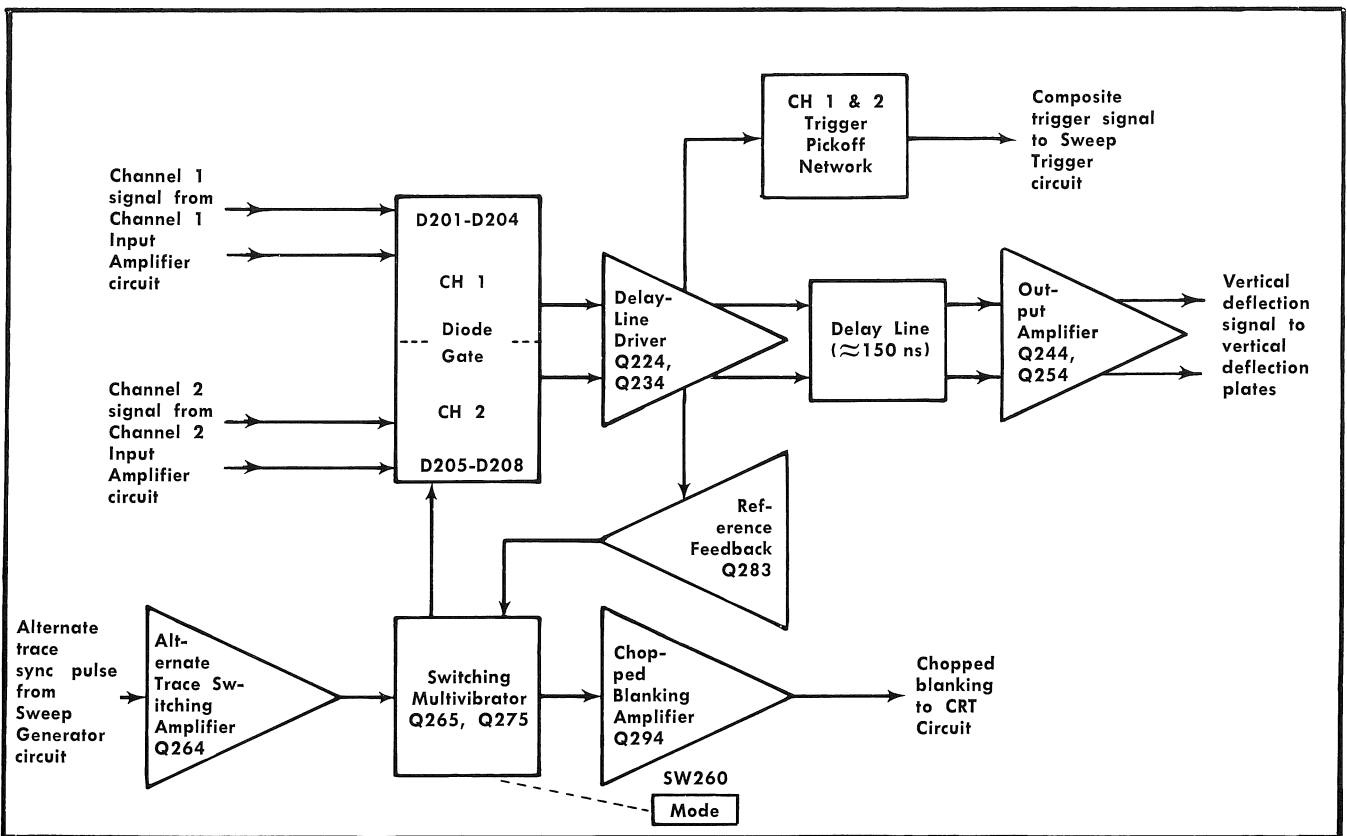 CH 1 & 2
Trigger
Pickoff
Network
Composite
trigger signal
to Sweep
Trigger
circuit
Channel 1
signal from
Channel 1
Input
Amplifier
circuit
D201-D204
CH 1
Diode
Gate
CH 2
D205-D208
Channel 2
signal from
Channel 2
Input
Amplifier
circuit
Delay-
Line
Driver
Q224,
Q234
Delay Line
(≈150 ns)
Out-
put
Amplifier
Q244,
Q254
Vertical
deflection
signal to
vertical
deflection
plates
Ref-
erence
Feedback
Q283
Alternate
trace
sync pulse
from
Sweep
Generator
circuit
Alt-
ernate
Trace Sw-
itching
Amplifier
Q264
Switching
Multivibrator
Q265, Q275
Chop-
ped
Blanking
Amplifier
Q294
Chopped
blanking
to CRT
Circuit
SW260
Mode